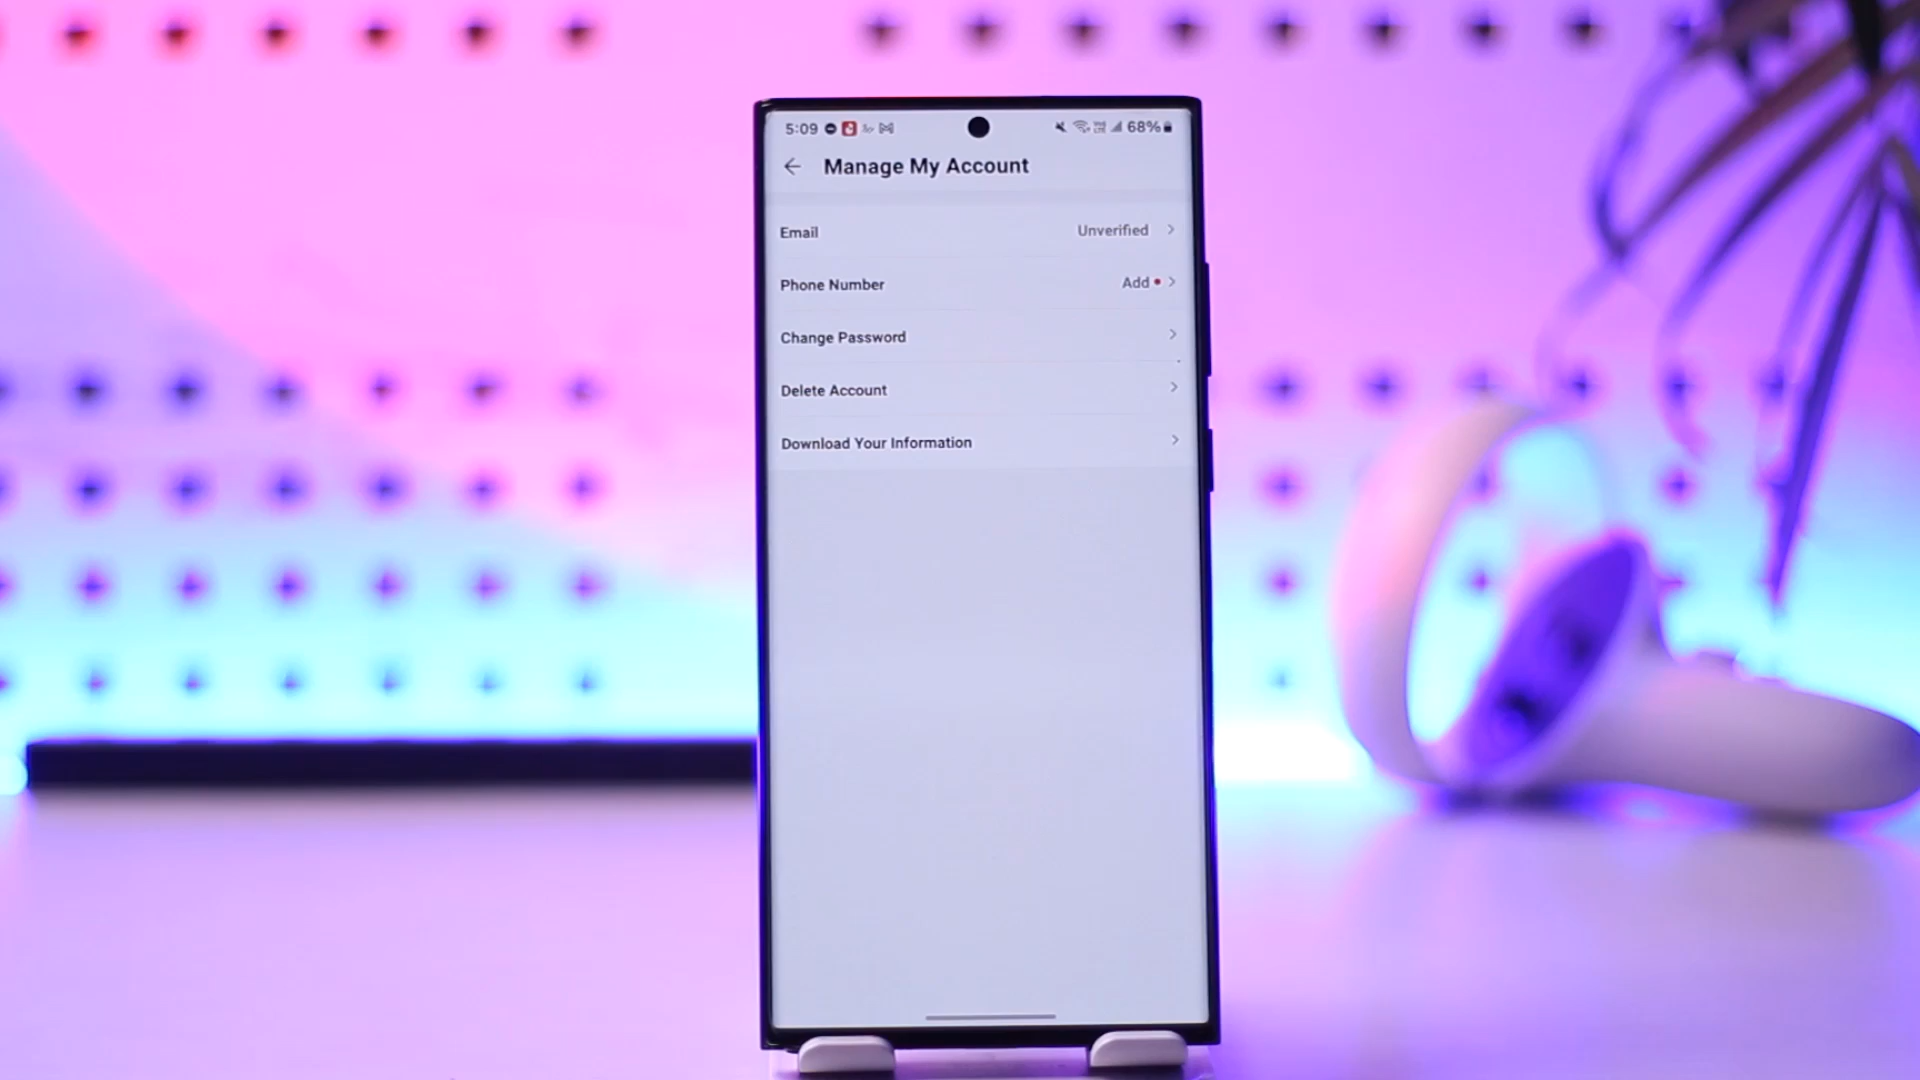 5:09 68%
Manage My Account
Email Unverified
Phone Number Add
Change Password
Delete Account
Download Your Information